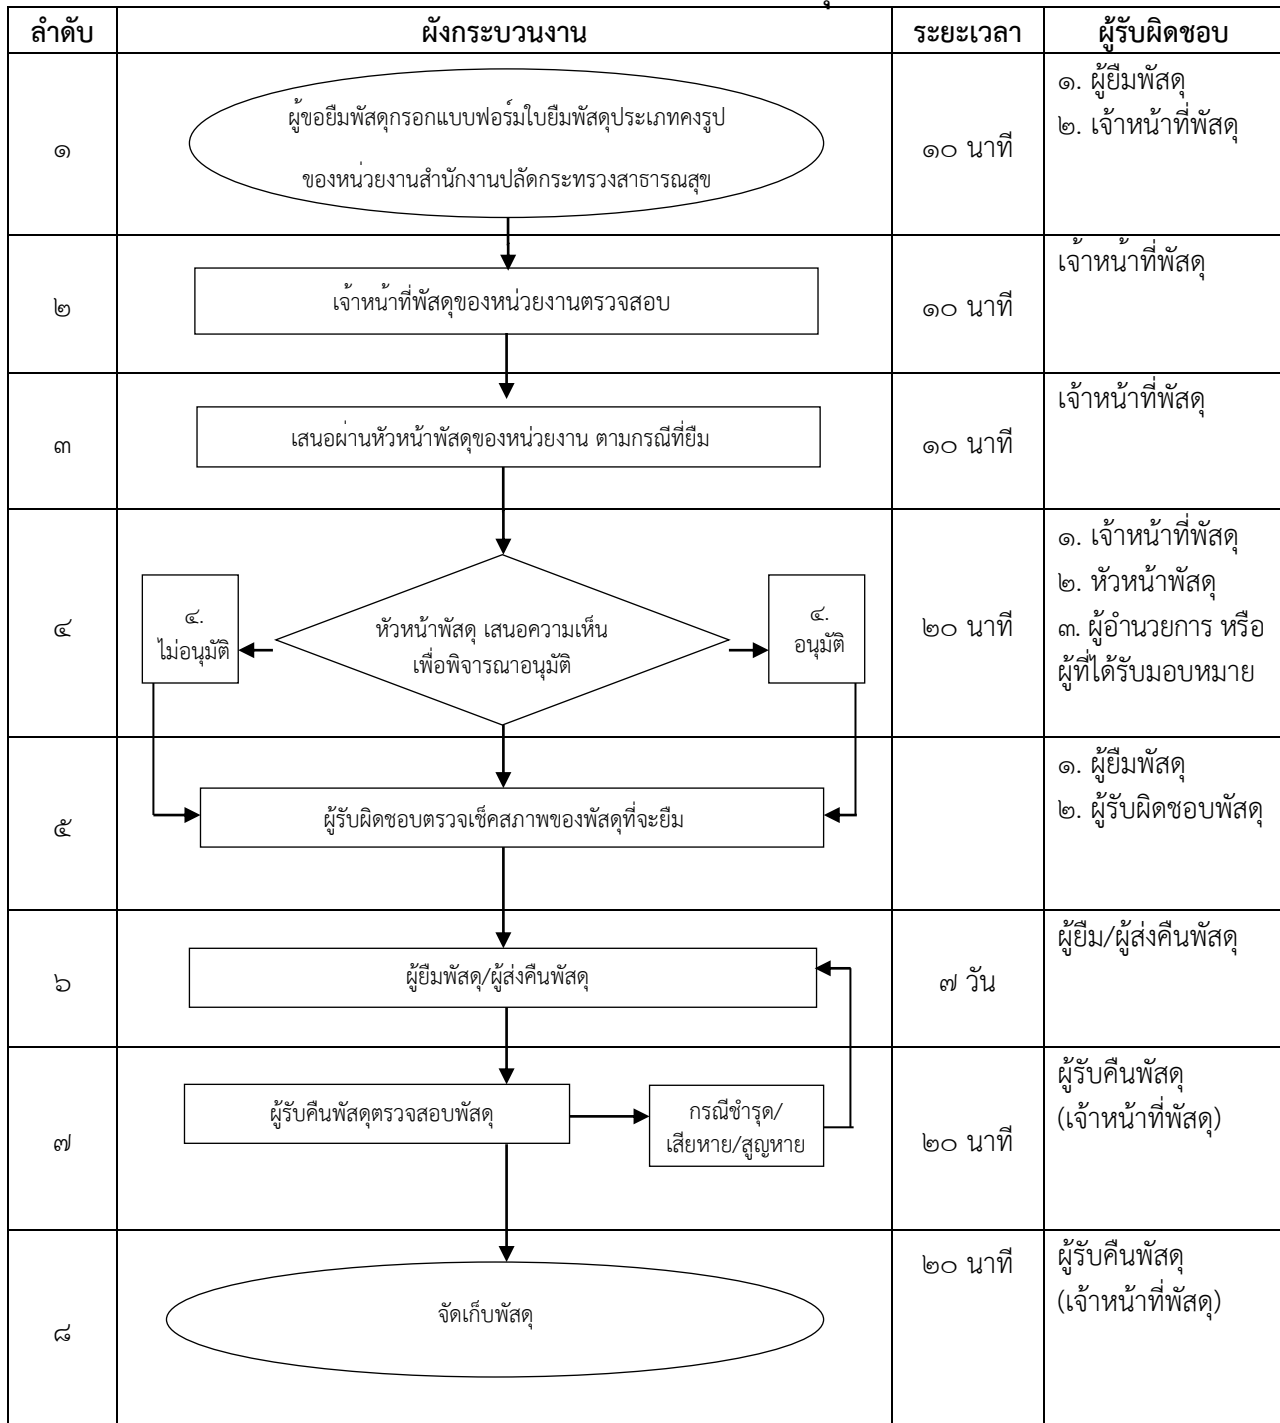 ลำดับ ผังกระบวนงาน ระยะเวลา ผู้รับผิดชอบ
๑
ผู้ขอยืมพัสดุกรอกแบบฟอร์มใบยืมพัสดุประเภทคงรูป
ของหน่วยงานสำนักงานปลัดกระทรวงสาธารณสุข
๑๐ นาที
๑. ผู้ยืมพัสดุ
๒. เจ้าหน้าที่พัสดุ
๒
เจ้าหน้าที่พัสดุของหน่วยงานตรวจสอบ
๑๐ นาที
เจ้าหน้าที่พัสดุ
๓
เสนอผ่านหัวหน้าพัสดุของหน่วยงาน ตามกรณีที่ยืม
๑๐ นาที
เจ้าหน้าที่พัสดุ
๔
๔.
ไม่อนุมัติ
หัวหน้าพัสดุ เสนอความเห็น
เพื่อพิจารณาอนุมัติ
๔.
อนุมัติ
๒๐ นาที
๑. เจ้าหน้าที่พัสดุ
๒. หัวหน้าพัสดุ
๓. ผู้อำนวยการ หรือ
ผู้ที่ได้รับมอบหมาย
๕
ผู้รับผิดชอบตรวจเช็คสภาพของพัสดุที่จะยืม
๑. ผู้ยืมพัสดุ
๒. ผู้รับผิดชอบพัสดุ
๖
ผู้ยืมพัสดุ/ผู้ส่งคืนพัสดุ
๗ วัน
ผู้ยืม/ผู้ส่งคืนพัสดุ
๗
ผู้รับคืนพัสดุตรวจสอบพัสดุ
กรณีชำรุด/
เสียหาย/สูญหาย
๒๐ นาที
ผู้รับคืนพัสดุ
(เจ้าหน้าที่พัสดุ)
๘
จัดเก็บพัสดุ
๒๐ นาที
ผู้รับคืนพัสดุ
(เจ้าหน้าที่พัสดุ)